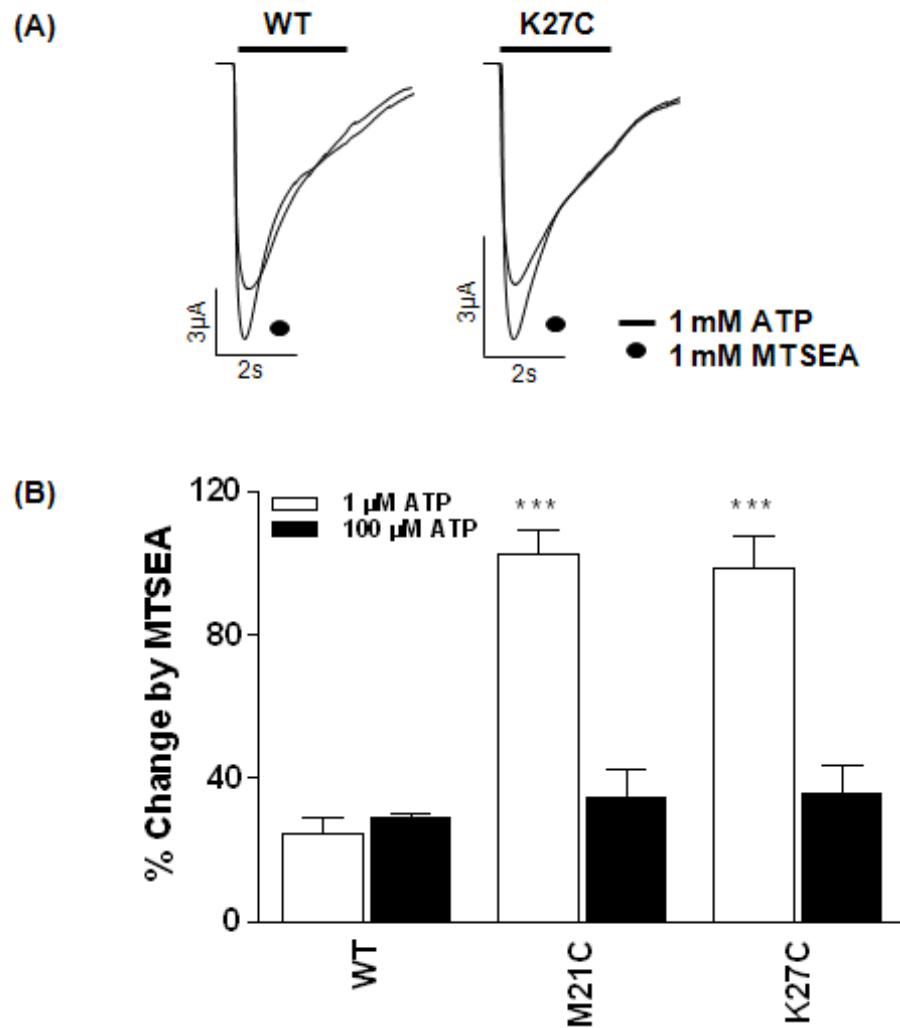 (A)
WT
K27C
3µA
2s
3µA
2s
1 mM ATP
1 mM MTSEA
(B)
% Change by MTSEA
120
80
40
0
1 µM ATP
100 µM ATP
***
***
WT
M21C
K27C